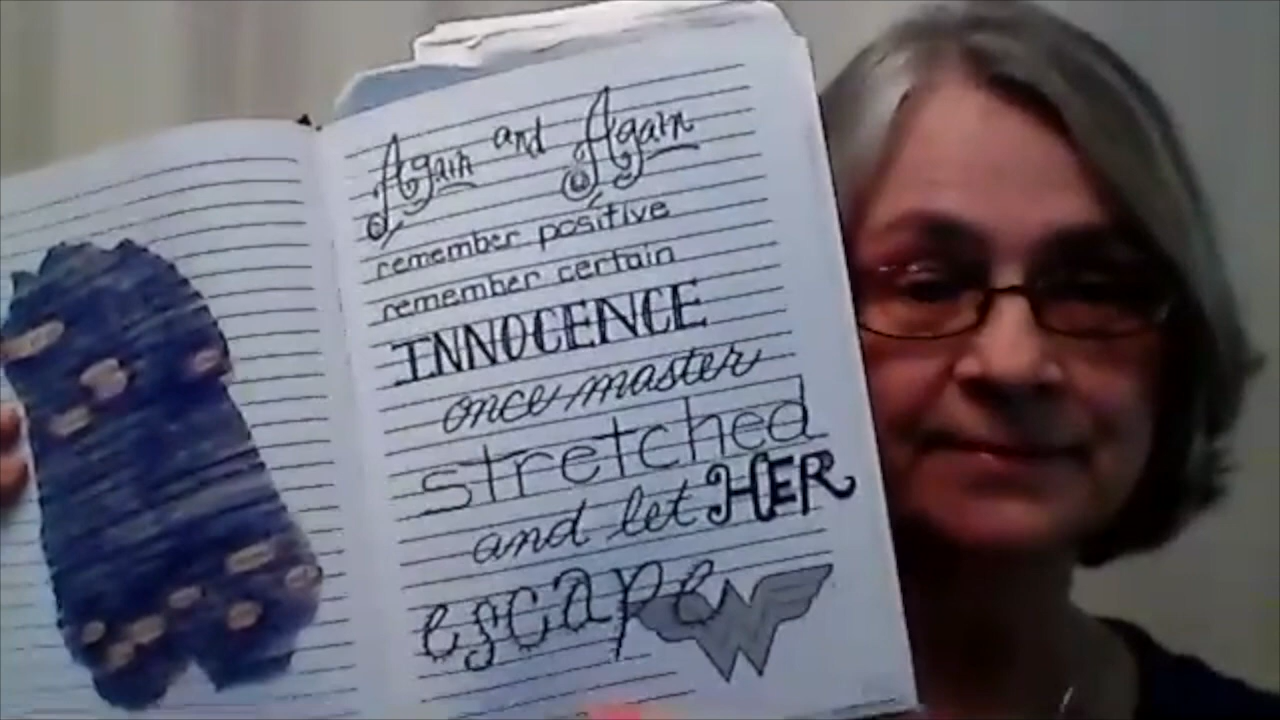 Again and Again
remember positive
remember certain
INNOCENCE
once master
stretched
and let HER
escape